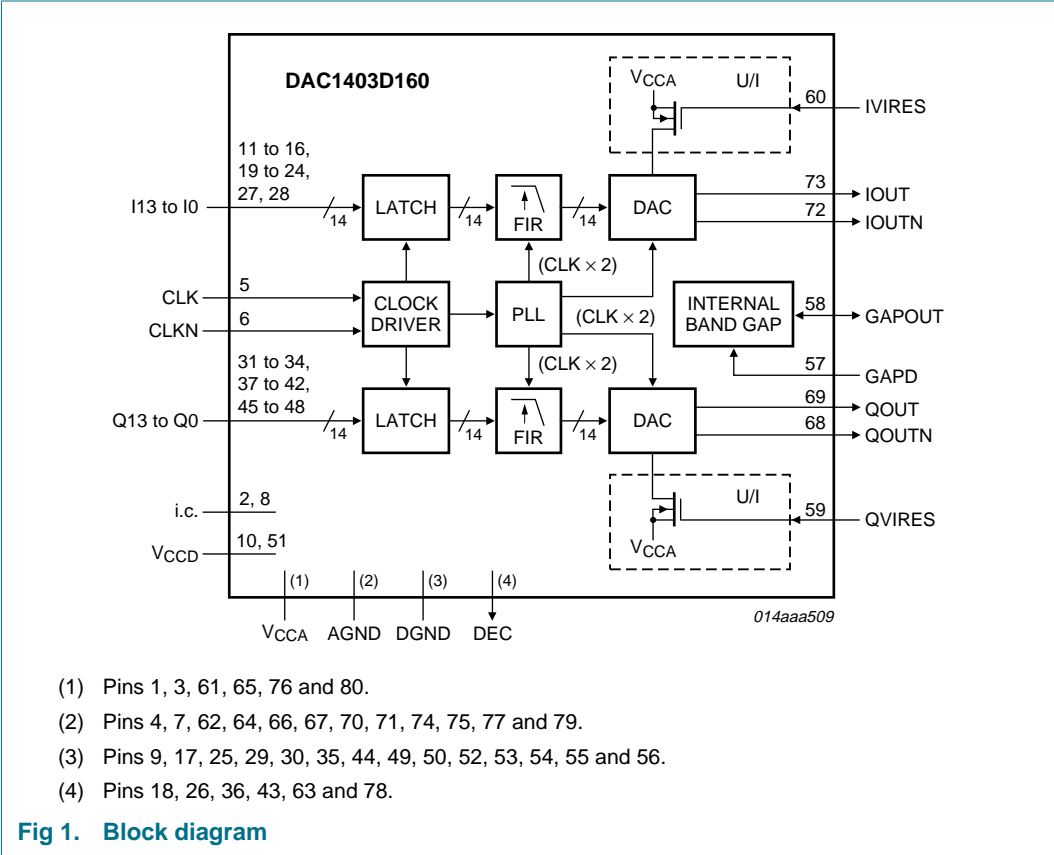 DAC1403D160
VCCA
U/I
60
IVIRES
11 to 16,
19 to 24,
27, 28
I13 to I0
14
LATCH
14
FIR
14
DAC
73
IOUT
72
IOUTN
(CLK × 2)
CLK
5
CLKN
6
CLOCK
DRIVER
PLL
(CLK × 2)
INTERNAL
BAND GAP
58
GAPOUT
(CLK × 2)
57
GAPD
31 to 34,
37 to 42,
45 to 48
Q13 to Q0
14
LATCH
14
FIR
14
DAC
69
QOUT
68
QOUTN
i.c.
2, 8
U/I
59
QVIRES
VCCD
10, 51
VCCA
(1)
(2)
(3)
(4)
VCCA
AGND
DGND
DEC
014aaa509
(1) Pins 1, 3, 61, 65, 76 and 80.
(2) Pins 4, 7, 62, 64, 66, 67, 70, 71, 74, 75, 77 and 79.
(3) Pins 9, 17, 25, 29, 30, 35, 44, 49, 50, 52, 53, 54, 55 and 56.
(4) Pins 18, 26, 36, 43, 63 and 78.
Fig 1. Block diagram